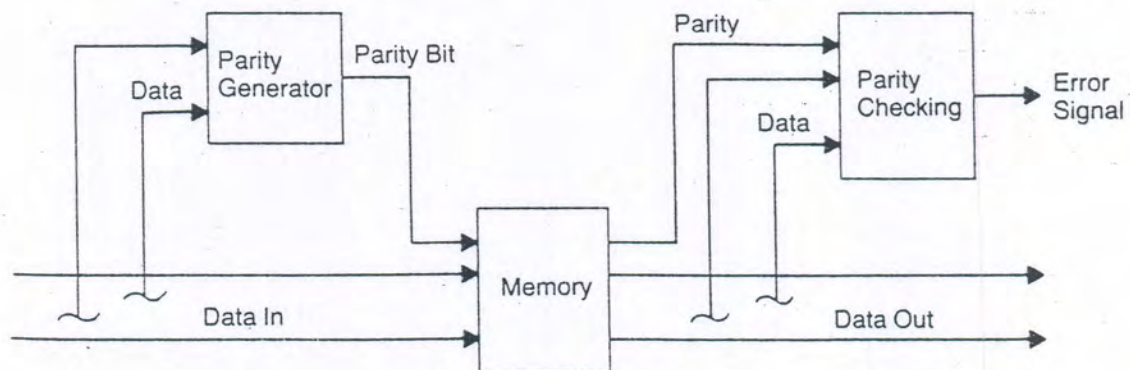 Parity
Generator
Parity Bit
Data
Parity
Parity
Checking
Data
Error
Signal
Memory
Data In
Data Out